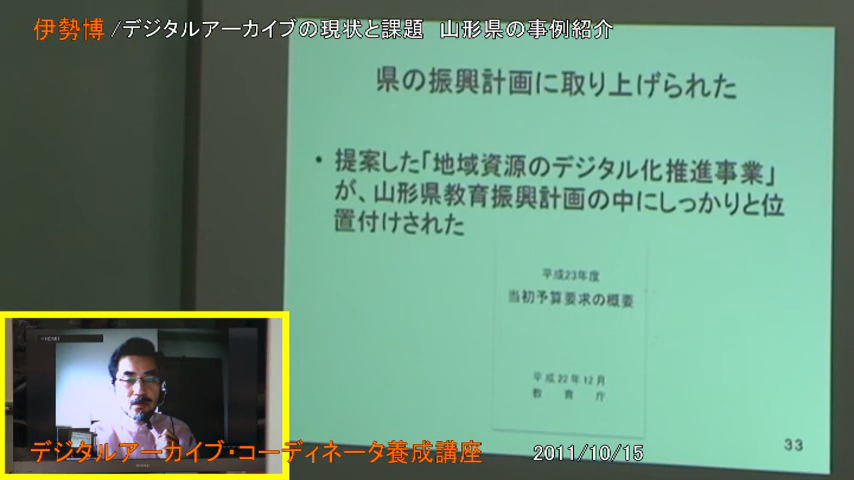 伊勢博 /デジタルアーカイブの現状と課題 山形県の事例紹介
県の振興計画に取り上げられた
・提案した「地域資源のデジタル化推進事業」
が、山形県教育振興計画の中にしっかりと位
置付けされた
平成23年度
当初予算要求の概要
平成22年12月
教育庁
33
デジタルアーカイブ・コーディネータ養成講座 2011/10/15